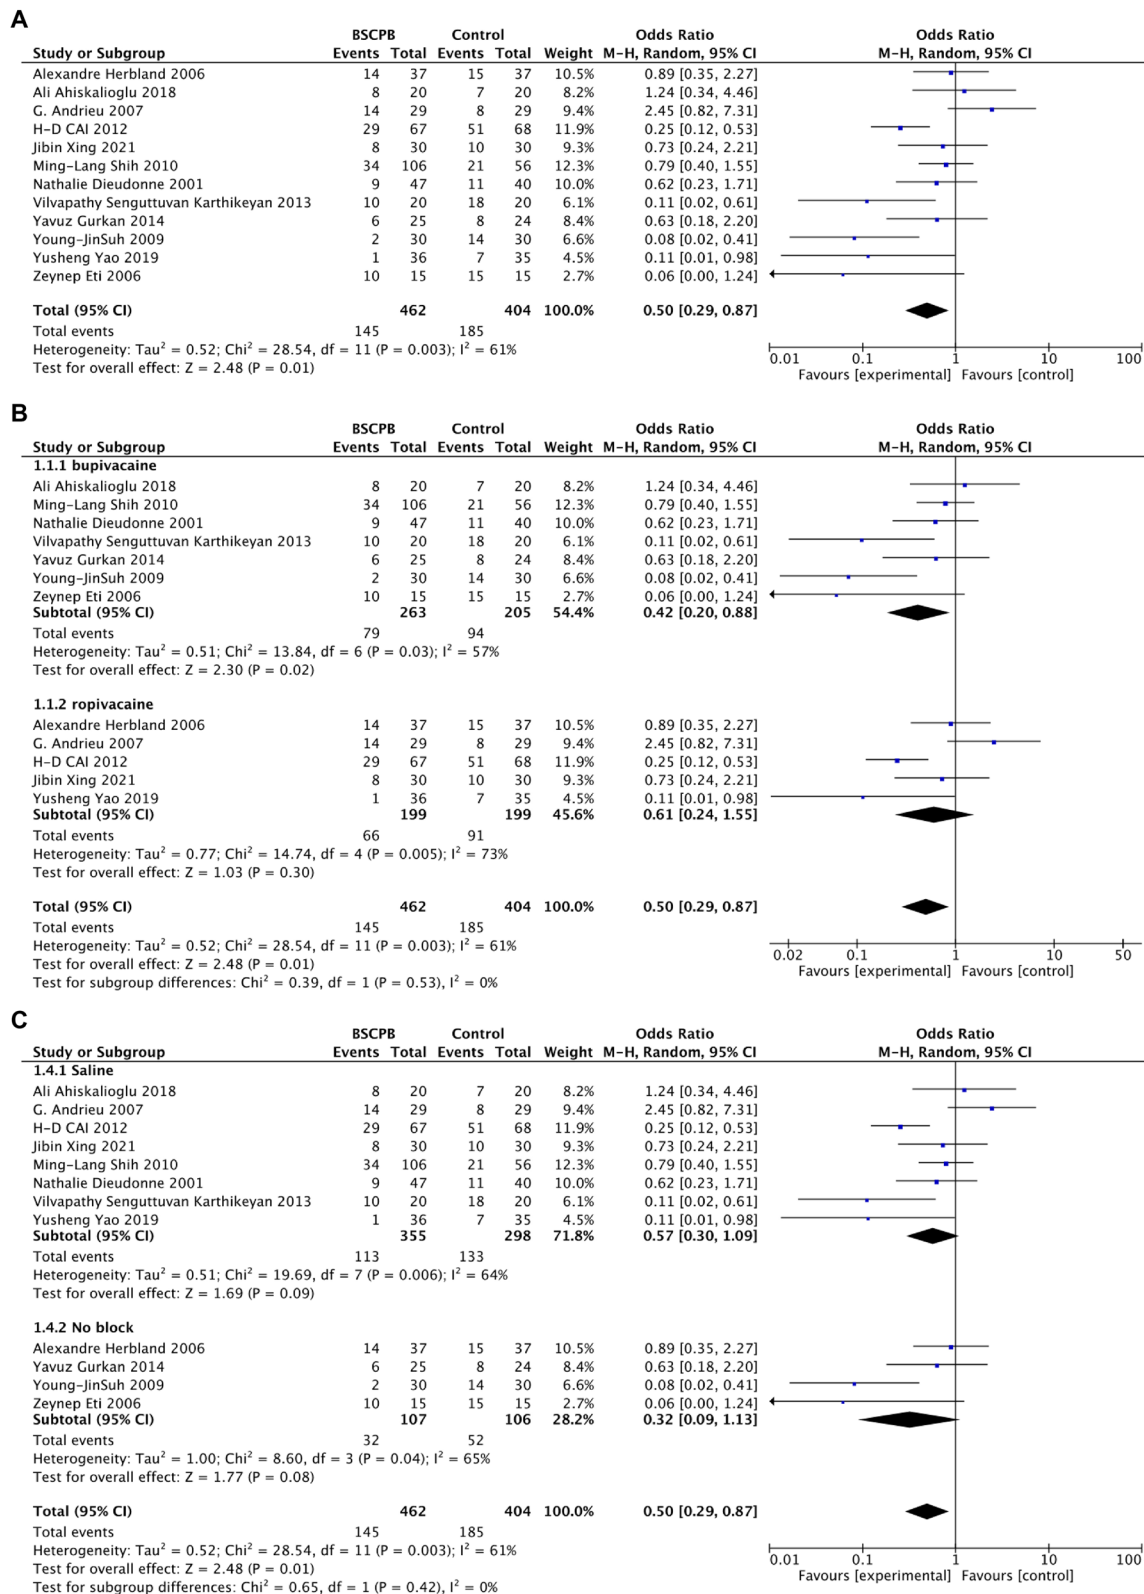 A
BSCPB Control Odds Ratio Odds Ratio
Study or Subgroup Events Total Events Total Weight M-H, Random, 95% CI M-H, Random, 95% CI
Alexandre Herbland 2006 14 37 15 37 10.5% 0.89 [0.35, 2.27]
Ali Ahiskalioglu 2018 8 20 7 20 8.2% 1.24 [0.34, 4.46]
G. Andrieu 2007 14 29 8 29 9.4% 2.45 [0.82, 7.31]
H-D CAI 2012 29 67 51 68 11.9% 0.25 [0.12, 0.53]
Jibin Xing 2021 8 30 10 30 9.3% 0.73 [0.24, 2.21]
Ming-Lang Shih 2010 34 106 21 56 12.3% 0.79 [0.40, 1.55]
Nathalie Dieudonne 2001 9 47 11 40 10.0% 0.62 [0.23, 1.71]
Vilvapathy Senguttuvan Karthikeyan 2013 10 20 18 20 6.1% 0.11 [0.02, 0.61]
Yavuz Gurkan 2014 6 25 8 24 8.4% 0.63 [0.18, 2.20]
Young-JinSuh 2009 2 30 14 30 6.6% 0.08 [0.02, 0.41]
Yusheng Yao 2019 1 36 7 35 4.5% 0.11 [0.01, 0.98]
Zeynep Eti 2006 10 15 15 15 2.7% 0.06 [0.00, 1.24]
Total (95% CI) 462 404 100.0% 0.50 [0.29, 0.87]
Total events 145 185
Heterogeneity: Tau² = 0.52; Chi² = 28.54, df = 11 (P = 0.003); I² = 61%
Test for overall effect: Z = 2.48 (P = 0.01)
0.01 0.1 1 10 100
Favours [experimental] Favours [control]
B
BSCPB Control Odds Ratio Odds Ratio
Study or Subgroup Events Total Events Total Weight M-H, Random, 95% CI M-H, Random, 95% CI
1.1.1 bupivacaine
Ali Ahiskalioglu 2018 8 20 7 20 8.2% 1.24 [0.34, 4.46]
Ming-Lang Shih 2010 34 106 21 56 12.3% 0.79 [0.40, 1.55]
Nathalie Dieudonne 2001 9 47 11 40 10.0% 0.62 [0.23, 1.71]
Vilvapathy Senguttuvan Karthikeyan 2013 10 20 18 20 6.1% 0.11 [0.02, 0.61]
Yavuz Gurkan 2014 6 25 8 24 8.4% 0.63 [0.18, 2.20]
Young-JinSuh 2009 2 30 14 30 6.6% 0.08 [0.02, 0.41]
Zeynep Eti 2006 10 15 15 15 2.7% 0.06 [0.00, 1.24]
Subtotal (95% CI) 263 205 54.4% 0.42 [0.20, 0.88]
Total events 79 94
Heterogeneity: Tau² = 0.51; Chi² = 13.84, df = 6 (P = 0.03); I² = 57%
Test for overall effect: Z = 2.30 (P = 0.02)
1.1.2 ropivacaine
Alexandre Herbland 2006 14 37 15 37 10.5% 0.89 [0.35, 2.27]
G. Andrieu 2007 14 29 8 29 9.4% 2.45 [0.82, 7.31]
H-D CAI 2012 29 67 51 68 11.9% 0.25 [0.12, 0.53]
Jibin Xing 2021 8 30 10 30 9.3% 0.73 [0.24, 2.21]
Yusheng Yao 2019 1 36 7 35 4.5% 0.11 [0.01, 0.98]
Subtotal (95% CI) 199 199 45.6% 0.61 [0.24, 1.55]
Total events 66 91
Heterogeneity: Tau² = 0.77; Chi² = 14.74, df = 4 (P = 0.005); I² = 73%
Test for overall effect: Z = 1.03 (P = 0.30)
Total (95% CI) 462 404 100.0% 0.50 [0.29, 0.87]
Total events 145 185
Heterogeneity: Tau² = 0.52; Chi² = 28.54, df = 11 (P = 0.003); I² = 61%
Test for overall effect: Z = 2.48 (P = 0.01)
Test for subgroup differences: Chi² = 0.39, df = 1 (P = 0.53), I² = 0%
0.02 0.1 1 10 50
Favours [experimental] Favours [control]
C
BSCPB Control Odds Ratio Odds Ratio
Study or Subgroup Events Total Events Total Weight M-H, Random, 95% CI M-H, Random, 95% CI
1.4.1 Saline
Ali Ahiskalioglu 2018 8 20 7 20 8.2% 1.24 [0.34, 4.46]
G. Andrieu 2007 14 29 8 29 9.4% 2.45 [0.82, 7.31]
H-D CAI 2012 29 67 51 68 11.9% 0.25 [0.12, 0.53]
Jibin Xing 2021 8 30 10 30 9.3% 0.73 [0.24, 2.21]
Ming-Lang Shih 2010 34 106 21 56 12.3% 0.79 [0.40, 1.55]
Nathalie Dieudonne 2001 9 47 11 40 10.0% 0.62 [0.23, 1.71]
Vilvapathy Senguttuvan Karthikeyan 2013 10 20 18 20 6.1% 0.11 [0.02, 0.61]
Yusheng Yao 2019 1 36 7 35 4.5% 0.11 [0.01, 0.98]
Subtotal (95% CI) 355 298 71.8% 0.57 [0.30, 1.09]
Total events 113 133
Heterogeneity: Tau² = 0.51; Chi² = 19.69, df = 7 (P = 0.006); I² = 64%
Test for overall effect: Z = 1.69 (P = 0.09)
1.4.2 No block
Alexandre Herbland 2006 14 37 15 37 10.5% 0.89 [0.35, 2.27]
Yavuz Gurkan 2014 6 25 8 24 8.4% 0.63 [0.18, 2.20]
Young-JinSuh 2009 2 30 14 30 6.6% 0.08 [0.02, 0.41]
Zeynep Eti 2006 10 15 15 15 2.7% 0.06 [0.00, 1.24]
Subtotal (95% CI) 107 106 28.2% 0.32 [0.09, 1.13]
Total events 32 52
Heterogeneity: Tau² = 1.00; Chi² = 8.60, df = 3 (P = 0.04); I² = 65%
Test for overall effect: Z = 1.77 (P = 0.08)
Total (95% CI) 462 404 100.0% 0.50 [0.29, 0.87]
Total events 145 185
Heterogeneity: Tau² = 0.52; Chi² = 28.54, df = 11 (P = 0.003); I² = 61%
Test for overall effect: Z = 2.48 (P = 0.01)
Test for subgroup differences: Chi² = 0.65, df = 1 (P = 0.42), I² = 0%
0.01 0.1 1 10 100
Favours [experimental] Favours [control]